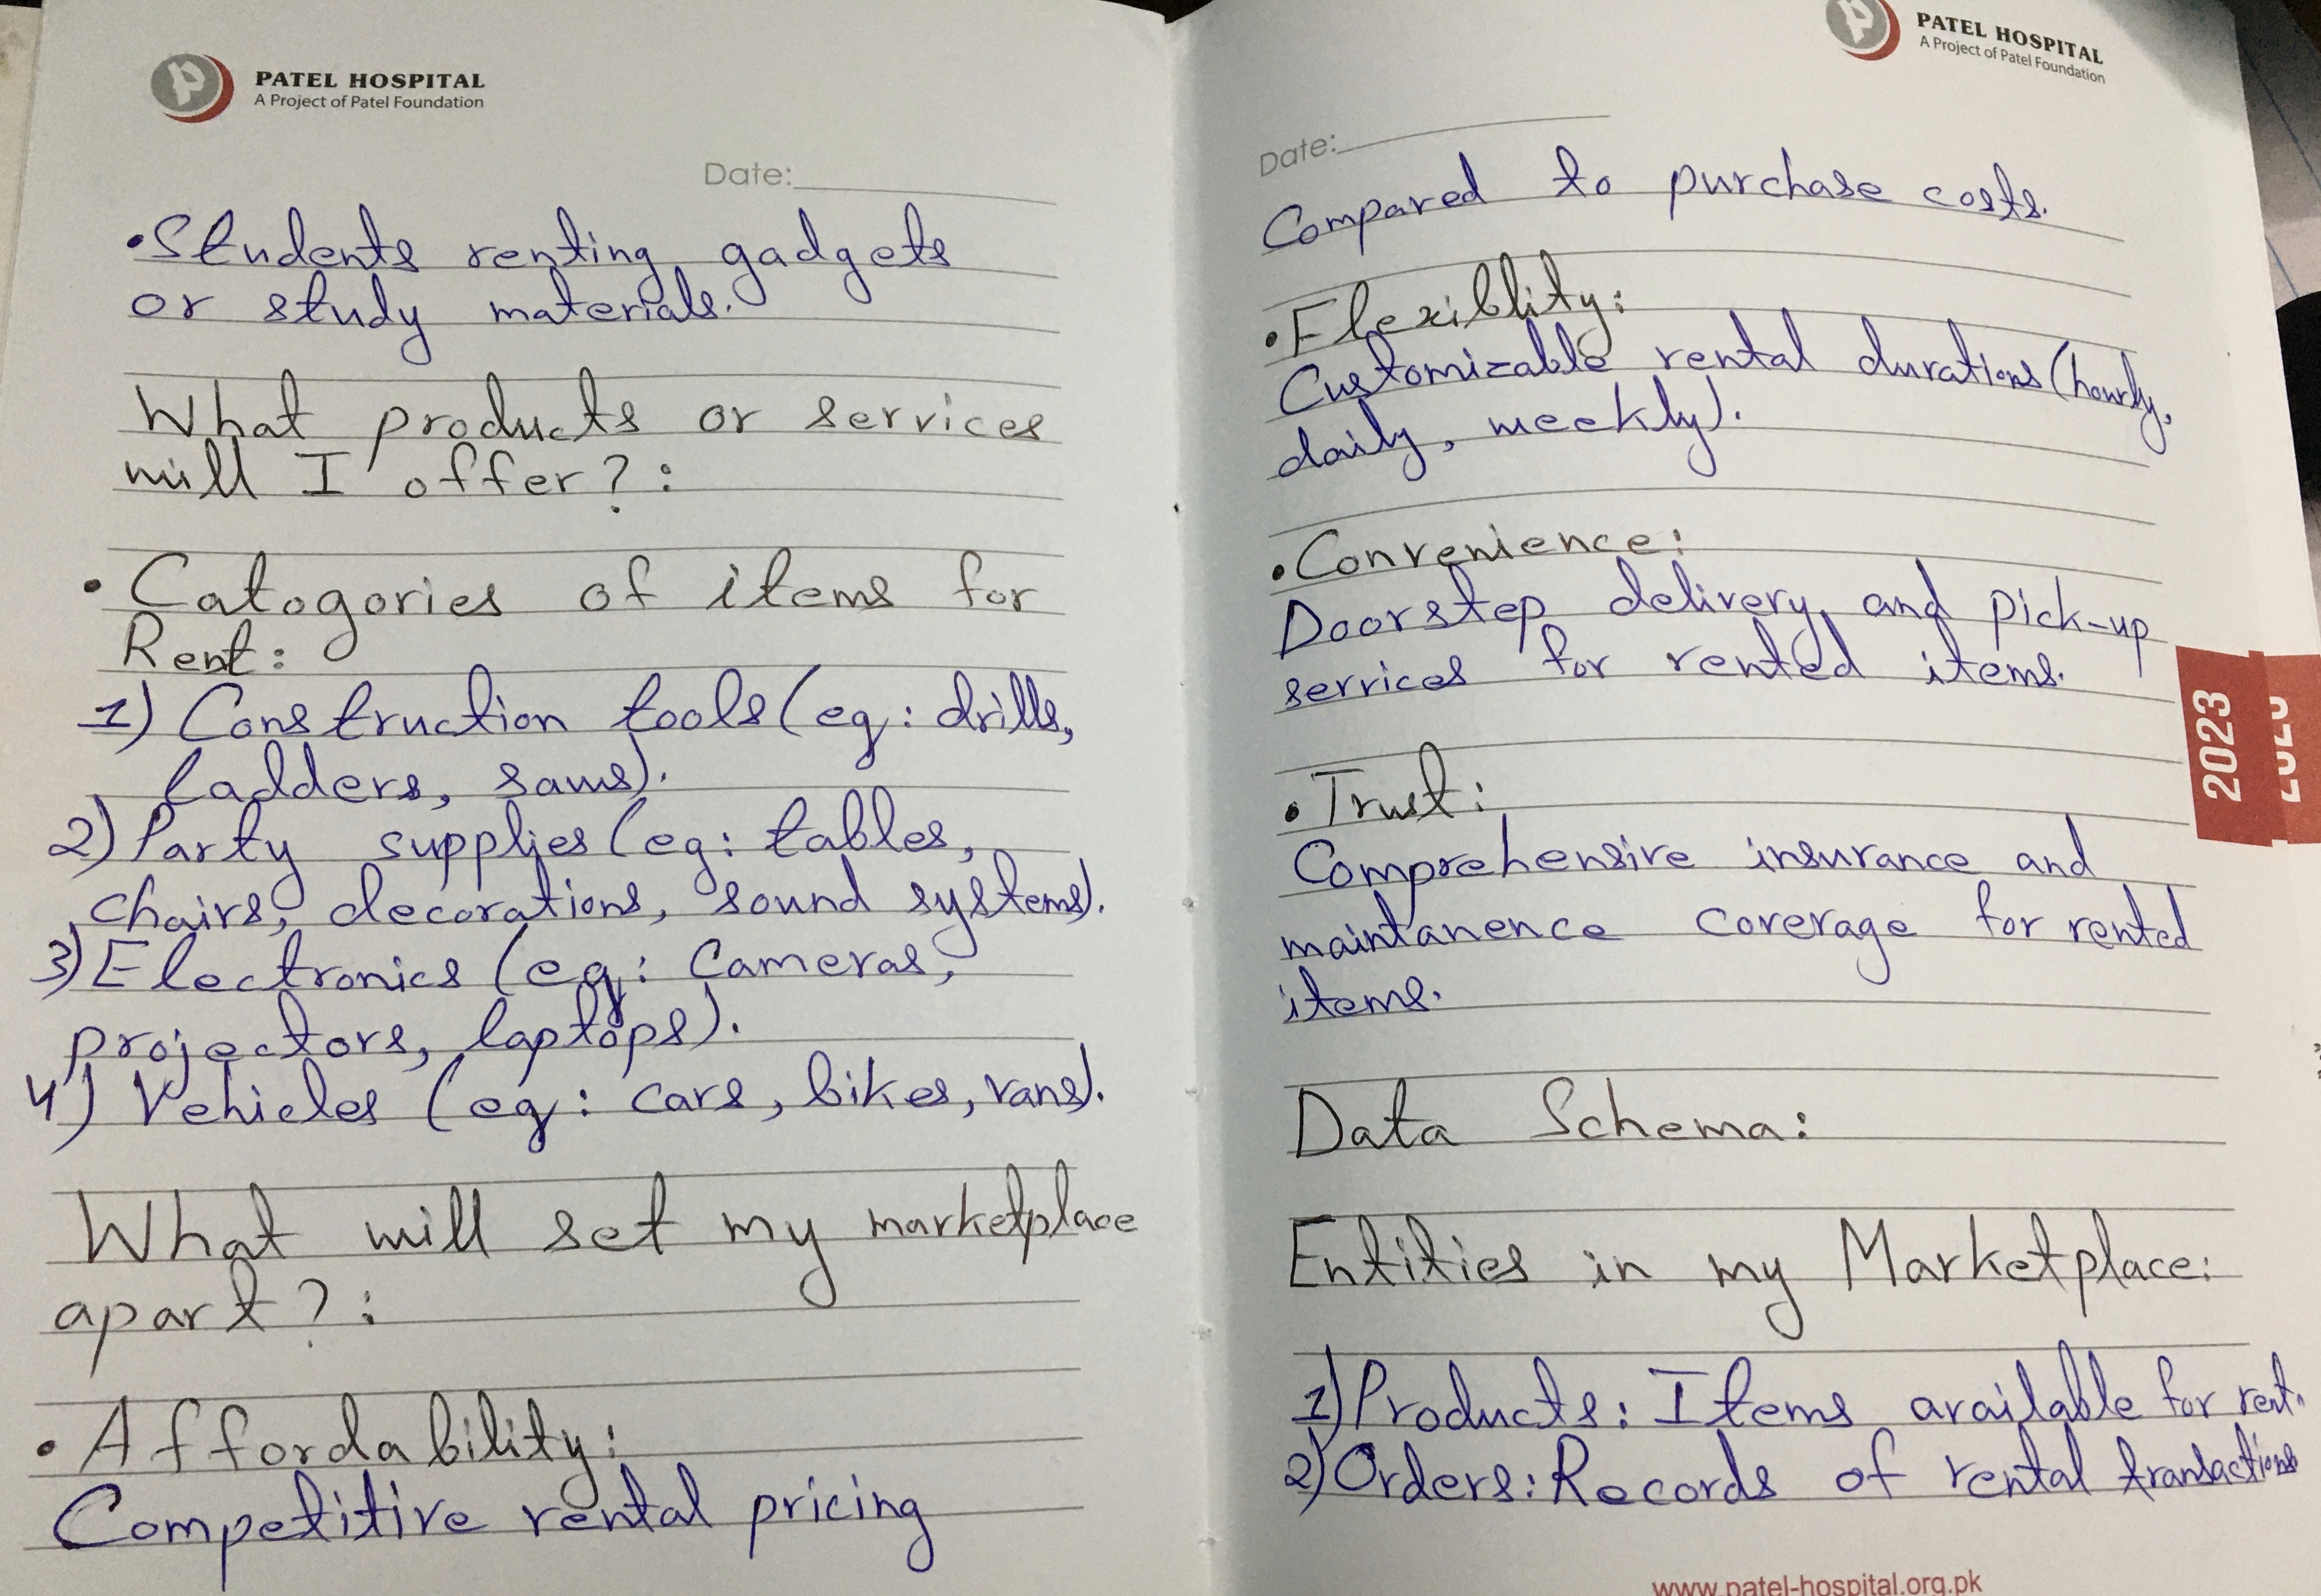 PATEL HOSPITAL
A Project of Patel Foundation
Date:
•Students renting gadgets
or study materials.
What products or services
will I offer?:
• Catogories of items for
Rent:
1) Construction tools (eg: drills,
ladders, saws).
2) Party supplies (eg: tables,
chairs, decorations, sound systems).
3) Electronics (eg: Cameras,
projectors, laptops).
4) Vehicles (eg: cars, bikes, vans).
What will set my marketplace
apart?:
• Affordability:
Competitive rental pricing
PATEL HOSPITAL
A Project of Patel Foundation
Date:
Compared to purchase costs.
•Flexiblity:
Customizable rental durations (hourly,
daily, weekly).
•Convenience:
Doorstep delivery and pick-up
services for rented items.
•Trust:
Comprehensive insurance and
maintanence coverage for rented
items.
Data Schema:
Entities in my Marketplace:
1) Products: Items available for rent.
2) Orders: Records of rental transactions
www.patel-hospital.org.pk
2023